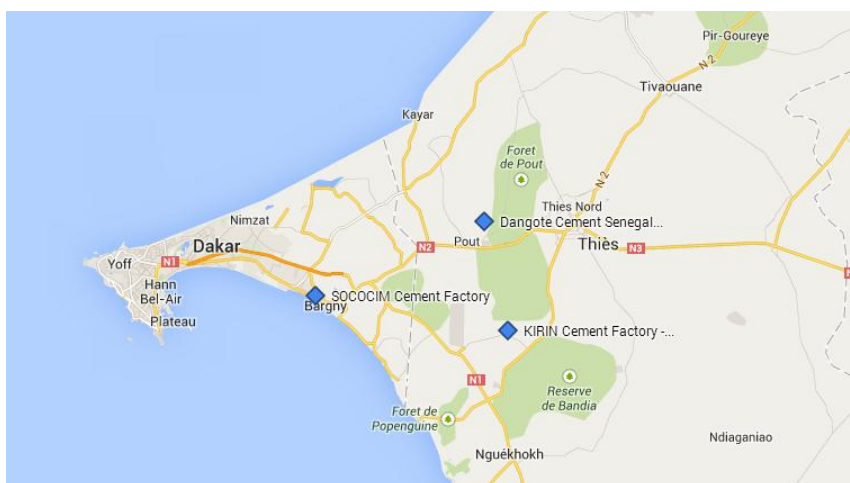 Pir-Goureye
N 2
Tivaouane
Kayar
Foret
de Pout
N 2
Thies Nord
Nimzat
Dangote Cement Senegal...
Dakar
N2
Pout
Thiès
N3
Yoff
N1
N
Hann
Bel-Air
SOCOCIM Cement Factory
Bargny
Plateau
KIRIN Cement Factory -...
N1
Reserve
de Bandia
Foret de
Popenguine
Ndiaganiao
Nguékhokh